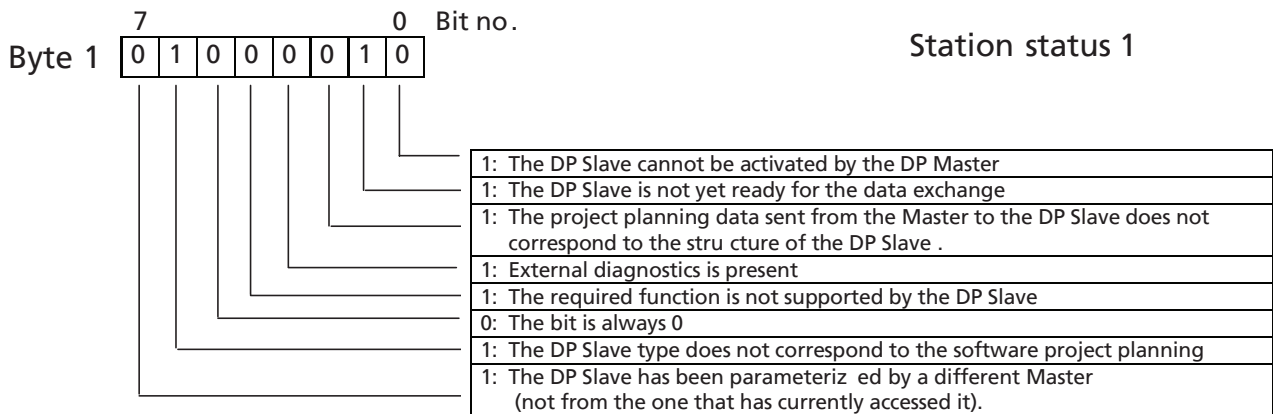 7 0 Bit no.
Byte 1 0 1 0 0 0 0 1 0
Station status 1
1: The DP Slave cannot be activated by the DP Master
1: The DP Slave is not yet ready for the data exchange
1: The project planning data sent from the Master to the DP Slave does not
correspond to the stru cture of the DP Slave .
1: External diagnostics is present
1: The required function is not supported by the DP Slave
0: The bit is always 0
1: The DP Slave type does not correspond to the software project planning
1: The DP Slave has been parameteriz ed by a different Master
(not from the one that has currently accessed it).